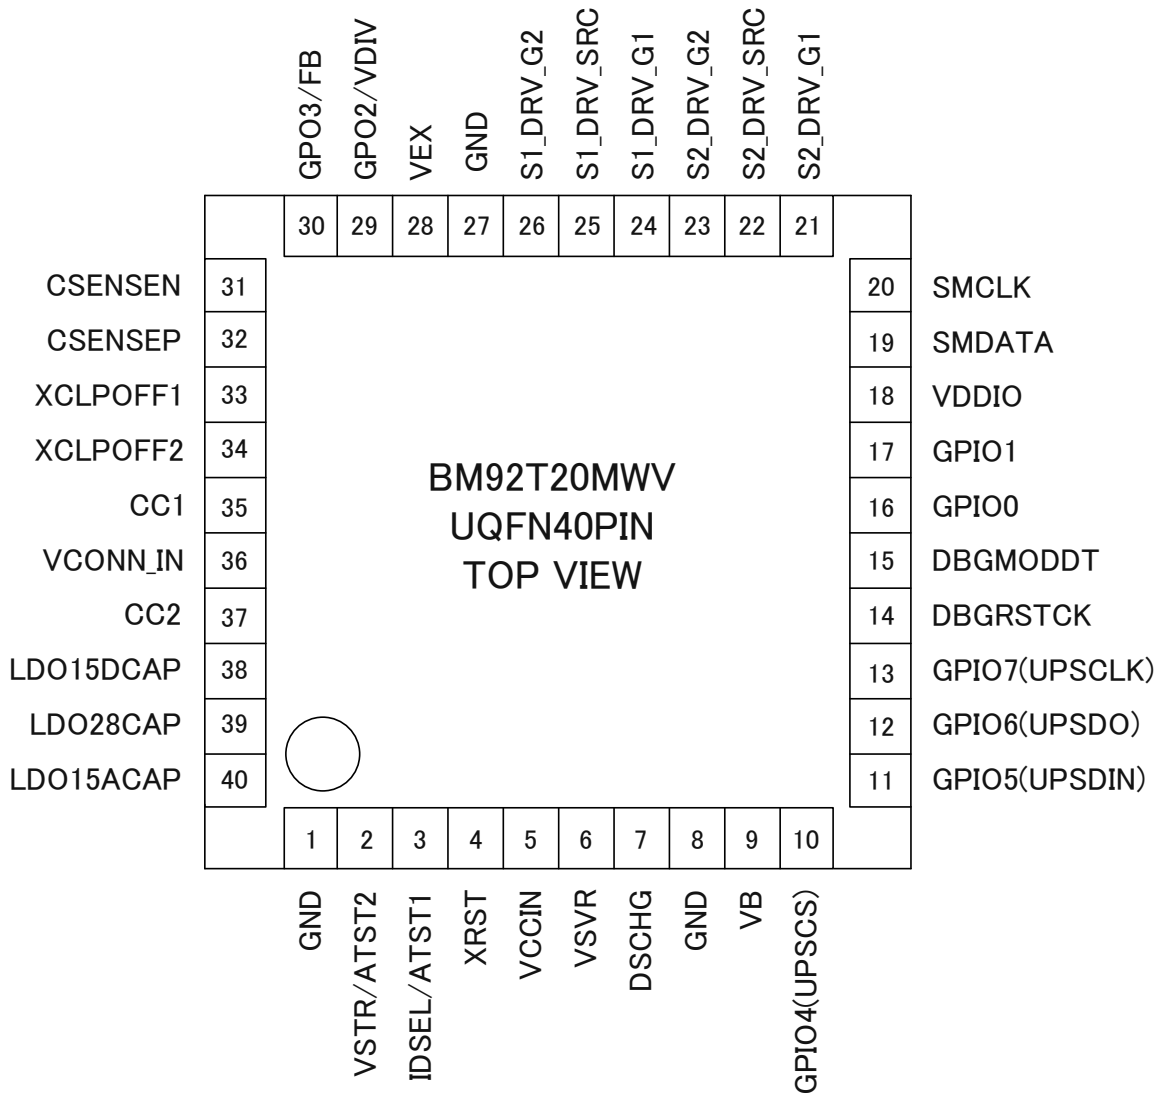 GPO3/FB
GPO2/VDIV
VEX
GND
S1_DRV_G2
S1_DRV_SRC
S1_DRV_G1
S2_DRV_G2
S2_DRV_SRC
S2_DRV_G1
30 29 28 27 26 25 24 23 22 21
CSENSEN 31
CSENSEP 32
XCLPOFF1 33
XCLPOFF2 34
CC1 35
VCONN_IN 36
CC2 37
LDO15DCAP 38
LDO28CAP 39
LDO15ACAP 40
BM92T20MWV
UQFN40PIN
TOP VIEW
20 SMCLK
19 SMDATA
18 VDDIO
17 GPIO1
16 GPIO0
15 DBGMODDT
14 DBGRSTCK
13 GPIO7(UPSCLK)
12 GPIO6(UPSDO)
11 GPIO5(UPSDIN)
1 2 3 4 5 6 7 8 9 10
GND
VSTR/ATST2
IDSEL/ATST1
XRST
VCCIN
VSVR
DSCHG
GND
VB
GPIO4(UPSCS)